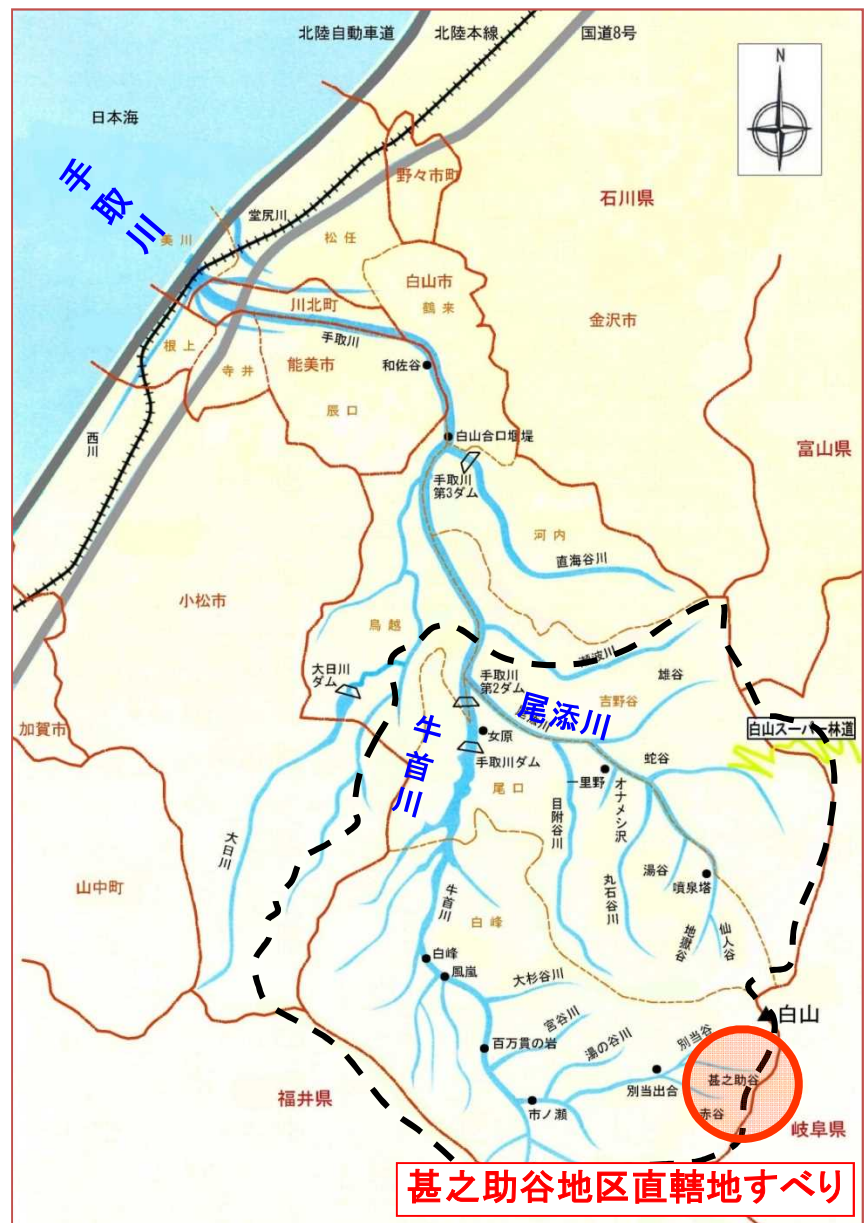 北陸自動車道
北陸本線
国道8号
N
日本海
手取川
野々市町
石川県
堂尻川
美川
松任
白山市
鶴来
川北町
金沢市
手取川
根上
寺井
能美市
和佐谷
辰口
西川
白山合口堰堤
富山県
手取川
第3ダム
河内
直海谷川
小松市
鳥越
大日川
ダム
手取川
第2ダム
雄谷
吉野谷
尾添川
加賀市
牛首川
女原
白山スーパー林道
手取川ダム
蛇谷
一里野
尾口
オナメシ沢
目附谷川
大日川
湯谷
噴泉塔
山中町
牛首川
丸石谷川
地獄谷
仙人谷
白峰
白峰
風嵐
大杉谷川
白山
宮谷川
別当谷
百万貫の岩
湯の谷川
甚之助谷
別当出合
福井県
市ノ瀬
赤谷
岐阜県
甚之助谷地区直轄地すべり